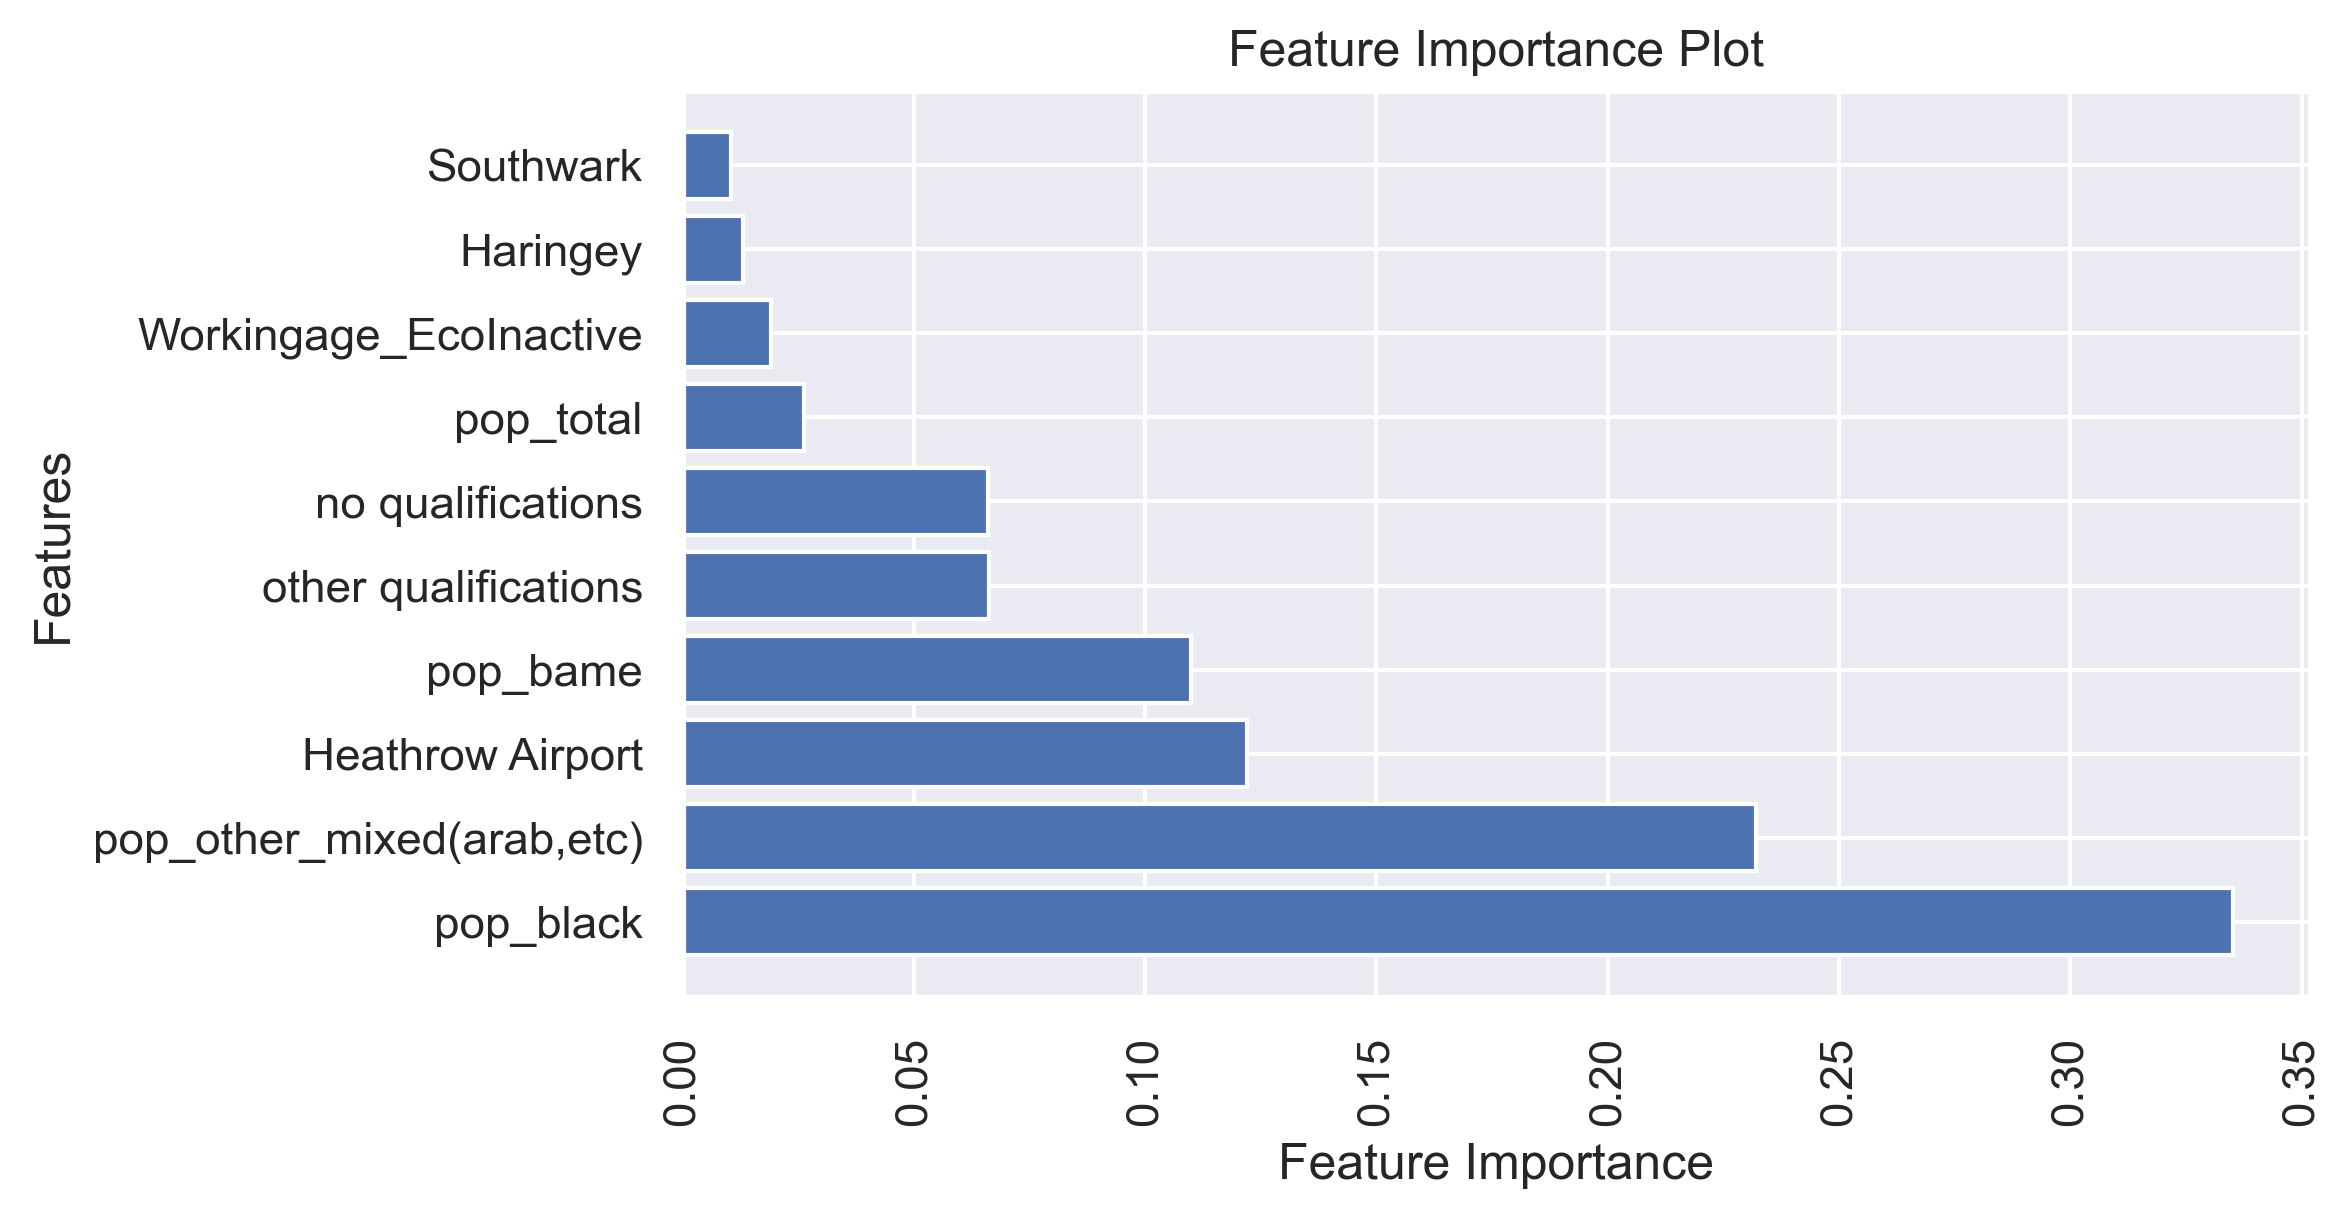 Feature Importance Plot
Southwark
Haringey
Workingage_EcoInactive
pop_total
no qualifications
other qualifications
pop_bame
Heathrow Airport
pop_other_mixed(arab,etc)
pop_black
Features
0.00
0.05
0.10
0.15
0.20
0.25
0.30
0.35
Feature Importance